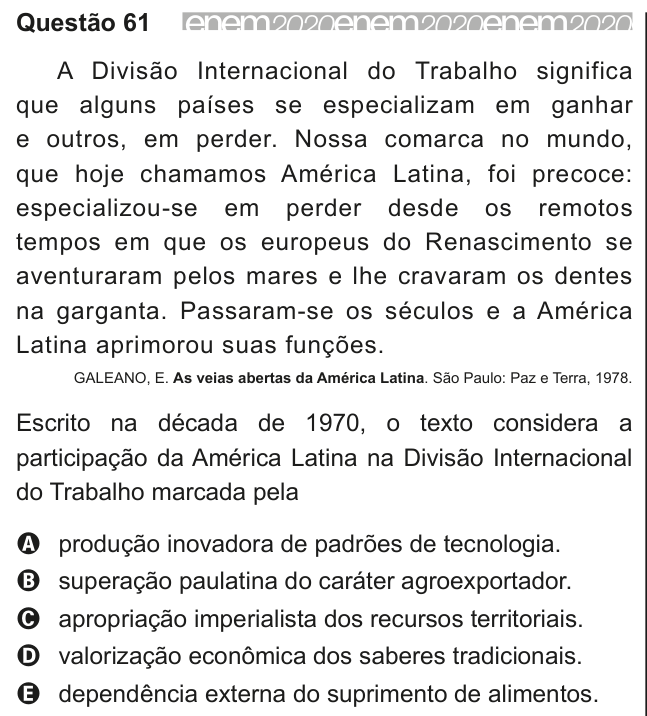 Questão 61 enem2020enem2020enem2020
A Divisão Internacional do Trabalho significa
que alguns países se especializam em ganhar
e outros, em perder. Nossa comarca no mundo,
que hoje chamamos América Latina, foi precoce:
especializou-se em perder desde os remotos
tempos em que os europeus do Renascimento se
aventuraram pelos mares e lhe cravaram os dentes
na garganta. Passaram-se os séculos e a América
Latina aprimorou suas funções.
GALEANO, E. As veias abertas da América Latina. São Paulo: Paz e Terra, 1978.
Escrito na década de 1970, o texto considera a
participação da América Latina na Divisão Internacional
do Trabalho marcada pela
A produção inovadora de padrões de tecnologia.
B superação paulatina do caráter agroexportador.
C apropriação imperialista dos recursos territoriais.
D valorização econômica dos saberes tradicionais.
E dependência externa do suprimento de alimentos.